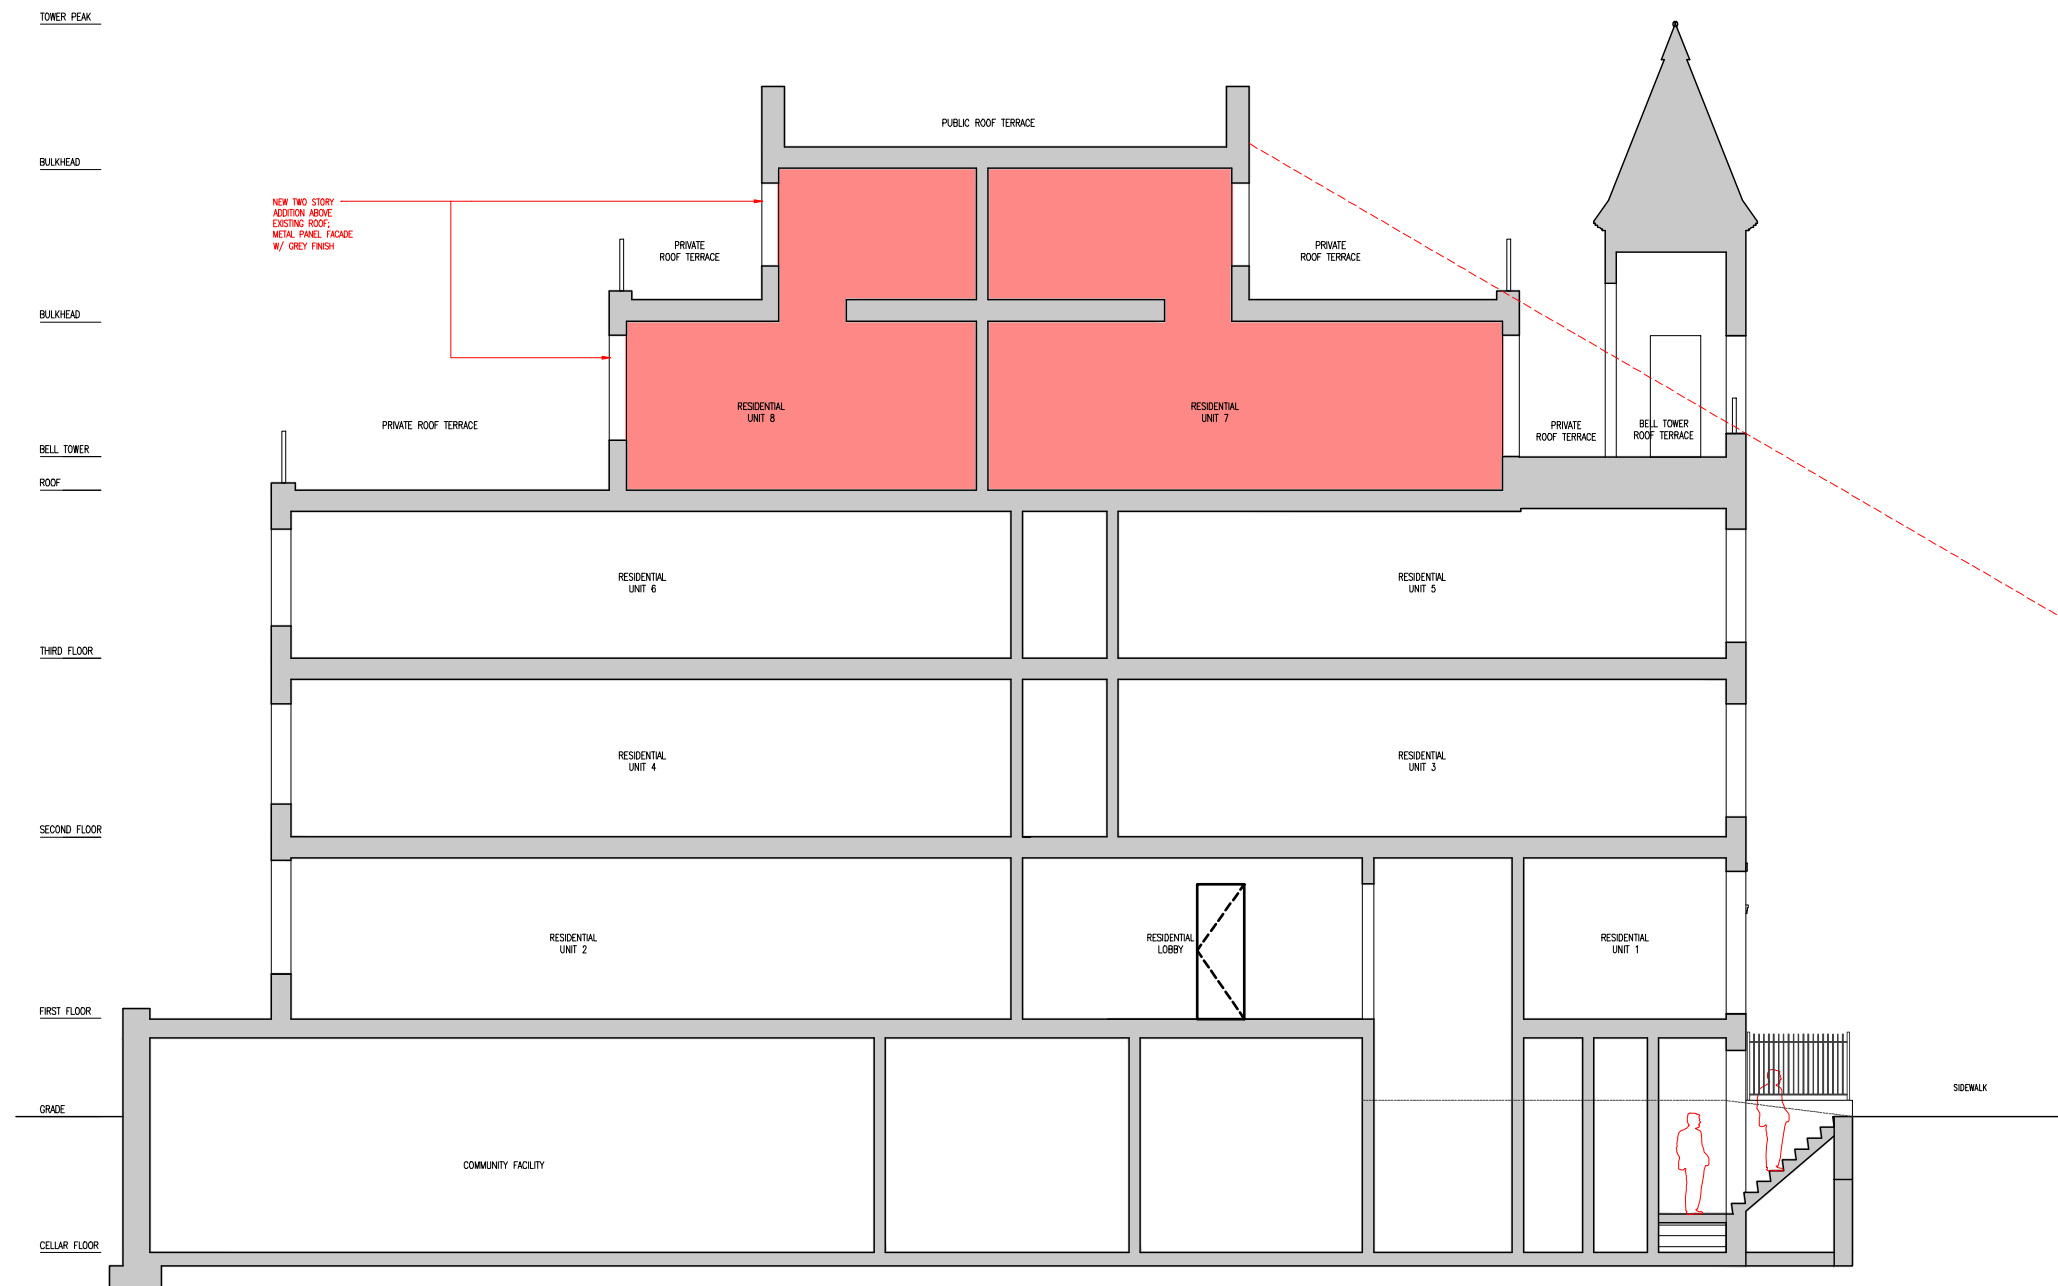 TOWER PEAK
PUBLIC ROOF TERRACE
BULKHEAD
NEW TWO STORY
ADDITION ABOVE
EXISTING ROOF;
METAL PANEL FACADE
W/ GREY FINISH
PRIVATE
ROOF TERRACE
PRIVATE
ROOF TERRACE
BULKHEAD
RESIDENTIAL
UNIT 8
RESIDENTIAL
UNIT 7
PRIVATE ROOF TERRACE
PRIVATE
ROOF TERRACE
BELL TOWER
ROOF TERRACE
BELL TOWER
ROOF
RESIDENTIAL
UNIT 6
RESIDENTIAL
UNIT 5
THIRD FLOOR
RESIDENTIAL
UNIT 4
RESIDENTIAL
UNIT 3
SECOND FLOOR
RESIDENTIAL
UNIT 2
RESIDENTIAL
LOBBY
RESIDENTIAL
UNIT 1
FIRST FLOOR
SIDEWALK
GRADE
COMMUNITY FACILITY
CELLAR FLOOR